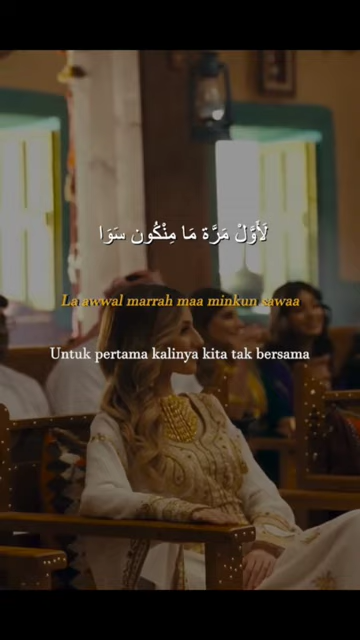 لَأَوَّلْ مَرَّة مَا مِنْكُون سَوَا
La awwal marrah maa minkun sawaa
Untuk pertama kalinya kita tak bersama